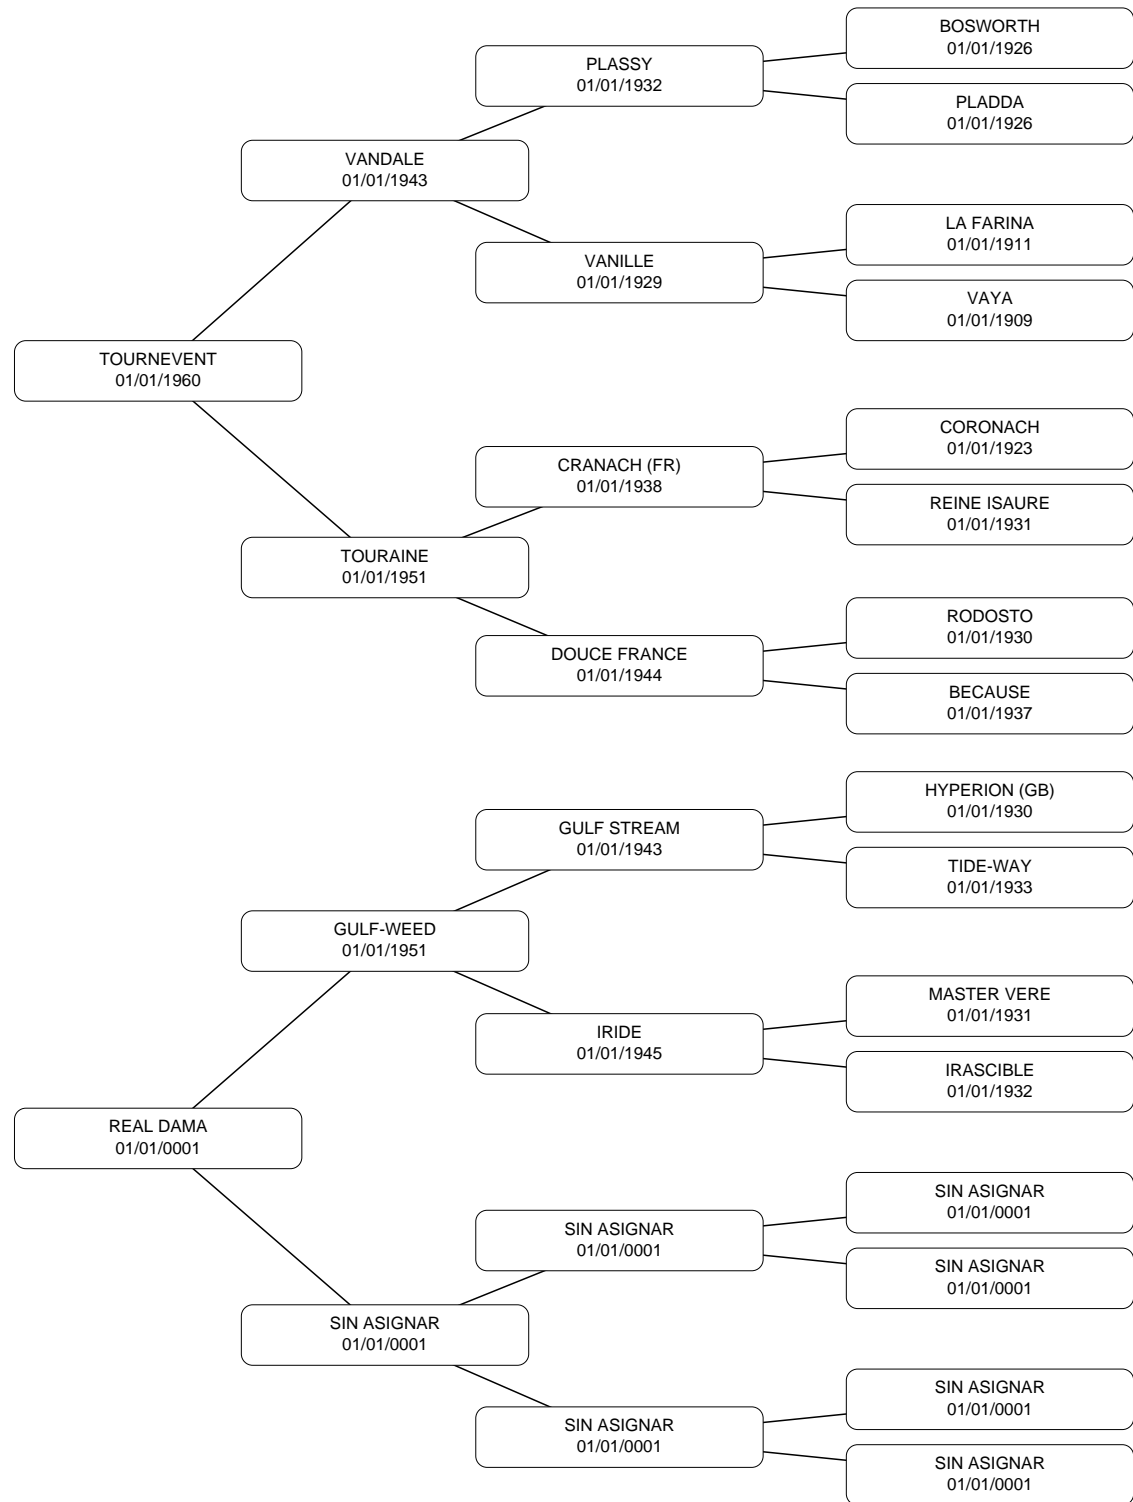 BOSWORTH
01/01/1926
PLASSY
01/01/1932
PLADDA
01/01/1926
VANDALE
01/01/1943
LA FARINA
01/01/1911
VANILLE
01/01/1929
VAYA
01/01/1909
TOURNEVENT
01/01/1960
CORONACH
01/01/1923
CRANACH (FR)
01/01/1938
REINE ISAURE
01/01/1931
TOURAINE
01/01/1951
RODOSTO
01/01/1930
DOUCE FRANCE
01/01/1944
BECAUSE
01/01/1937
HYPERION (GB)
01/01/1930
GULF STREAM
01/01/1943
TIDE-WAY
01/01/1933
GULF-WEED
01/01/1951
MASTER VERE
01/01/1931
IRIDE
01/01/1945
IRASCIBLE
01/01/1932
REAL DAMA
01/01/0001
SIN ASIGNAR
01/01/0001
SIN ASIGNAR
01/01/0001
SIN ASIGNAR
01/01/0001
SIN ASIGNAR
01/01/0001
SIN ASIGNAR
01/01/0001
SIN ASIGNAR
01/01/0001
SIN ASIGNAR
01/01/0001